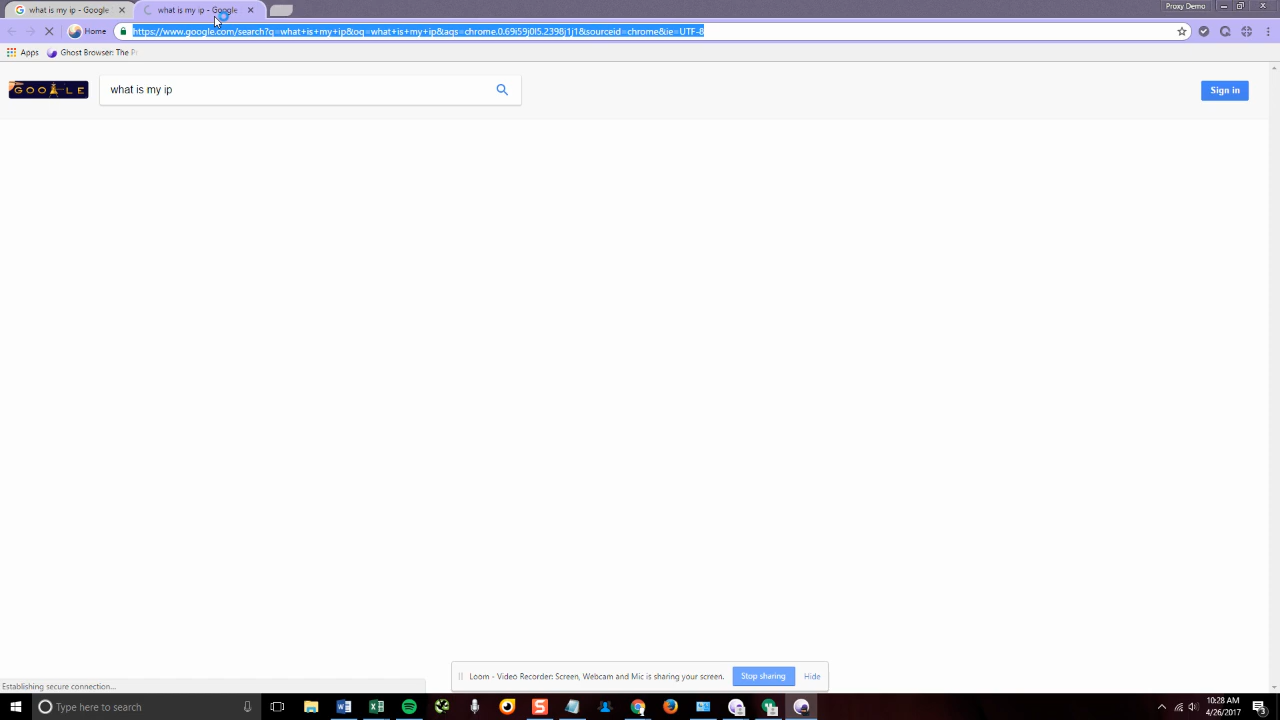 what is my ip - Google
what is my ip - Google
Proxy Demo
Home
https://www.google.com/search?q=what+is+my+ip&oq=what+is+my+ip&aqs=chrome.0.69i59j0l5.2398j1j1&sourceid=chrome&ie=UTF-8
Apps
Ghost Browser: The P
GOOGLE
what is my ip
Sign in
Loom - Video Recorder: Screen, Webcam and Mic is sharing your screen.
Stop sharing
Hide
Establishing secure connection...
Type here to search
10:28 AM
4/26/2017